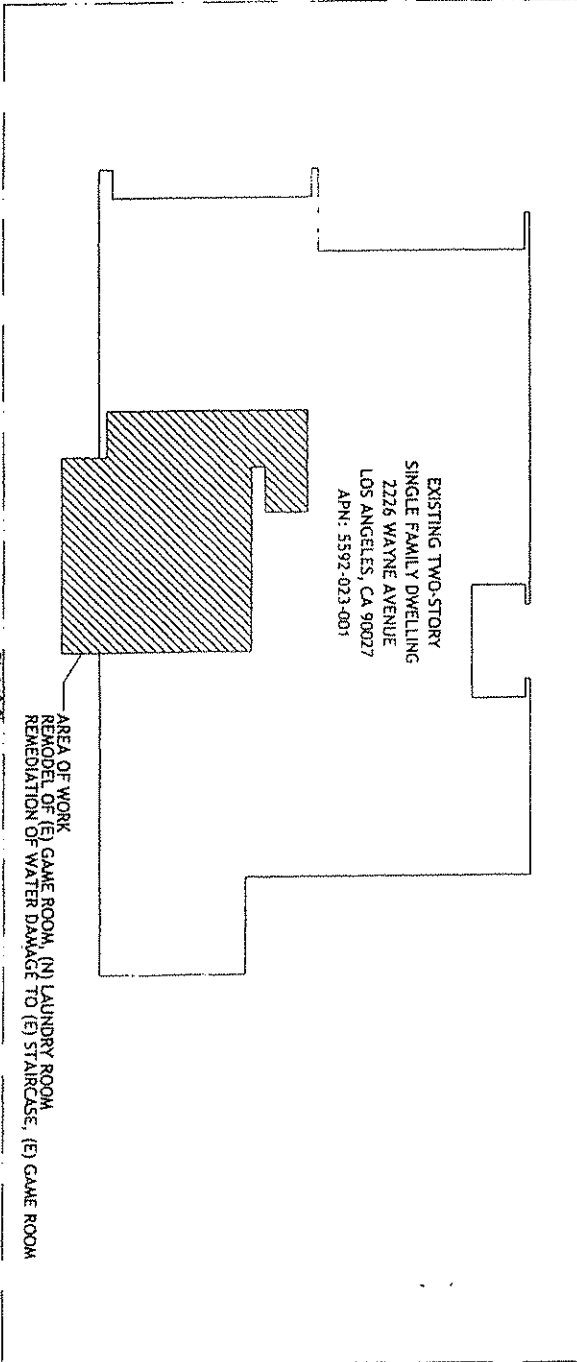 EXISTING TWO-STORY
SINGLE FAMILY DWELLING
2226 WAYNE AVENUE
LOS ANGELES, CA 90027
APN: 5592-023-001
AREA OF WORK
REMODEL OF (E) GAME ROOM, (N) LAUNDRY ROOM
REMEDIATION OF WATER DAMAGE TO (E) STAIRCASE, (E) GAME ROOM